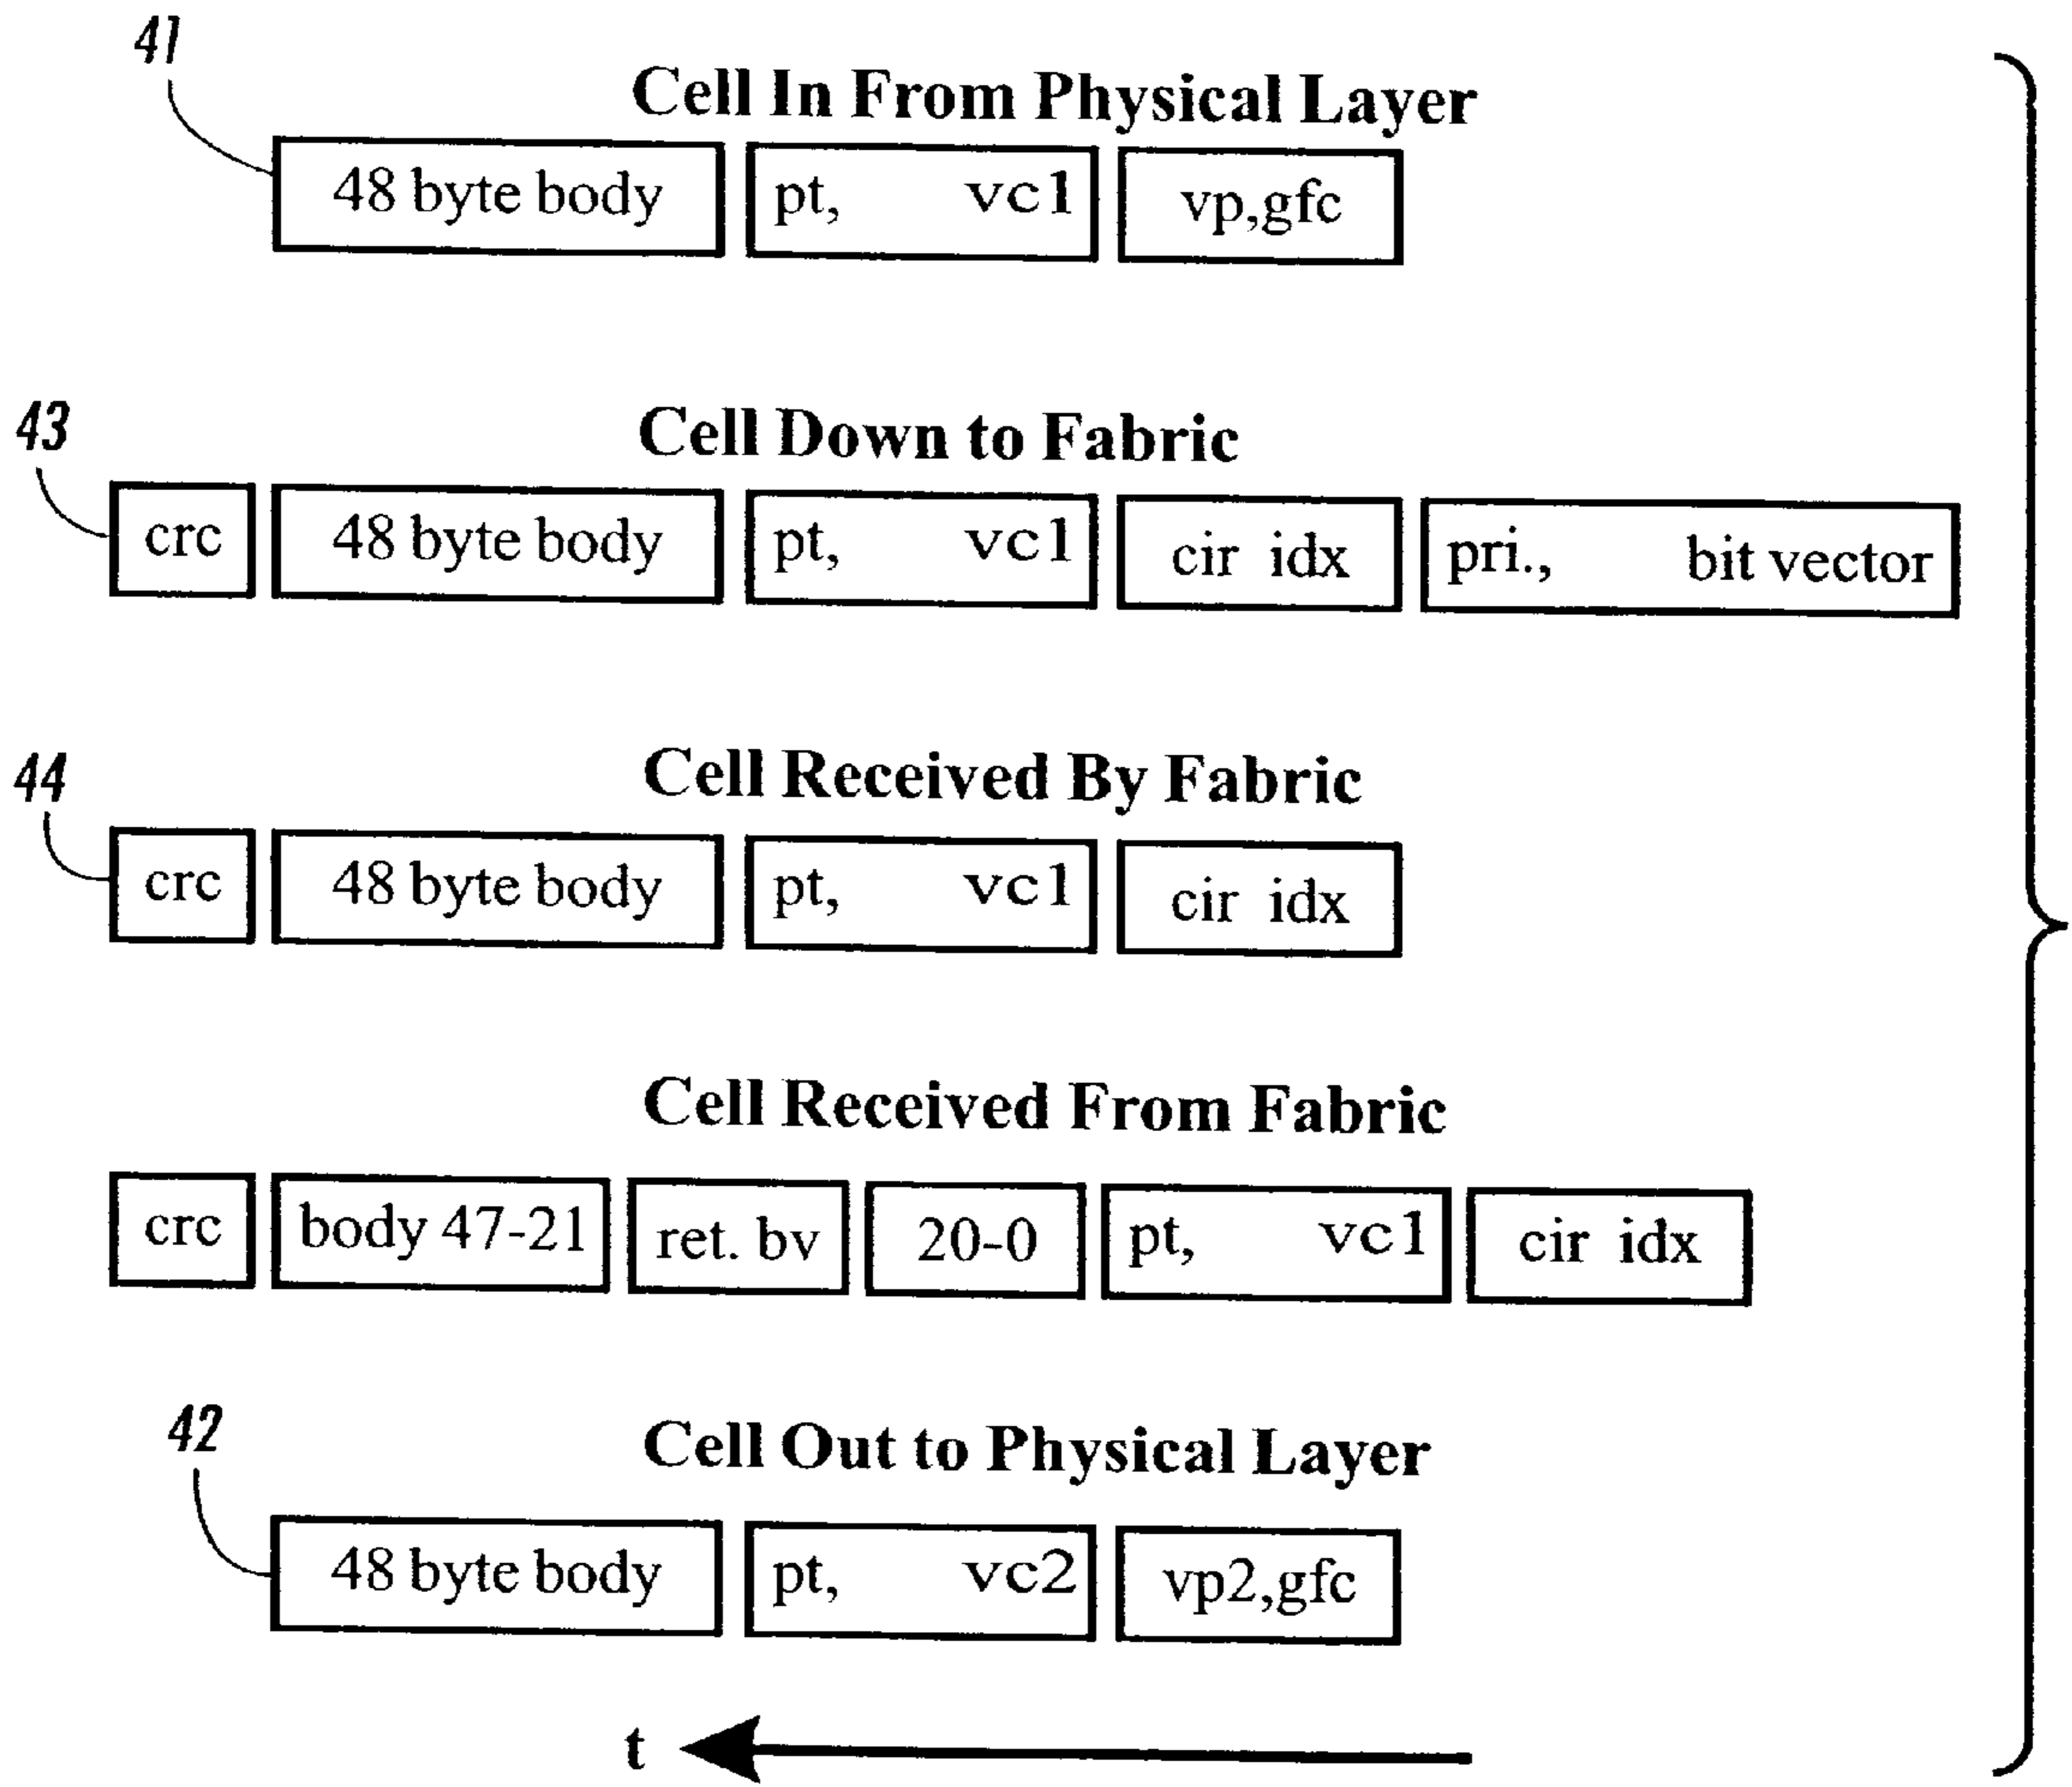 41
Cell In From Physical Layer
48 byte body pt, vc1 vp,gfc
43
Cell Down to Fabric
crc 48 byte body pt, vc1 cir idx pri., bit vector
44
Cell Received By Fabric
crc 48 byte body pt, vc1 cir idx
Cell Received From Fabric
crc body 47-21 ret. bv 20-0 pt, vc1 cir idx
42
Cell Out to Physical Layer
48 byte body pt, vc2 vp2,gfc
t